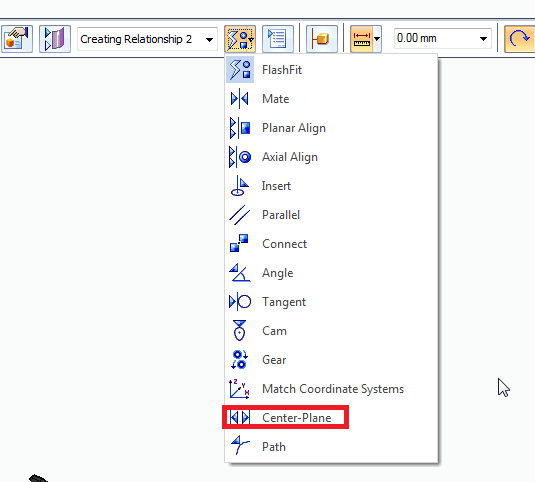 Creating Relationship 2
0.00 mm
FlashFit
Mate
Planar Align
Axial Align
Insert
Parallel
Connect
Angle
Tangent
Cam
Gear
Match Coordinate Systems
Center-Plane
Path